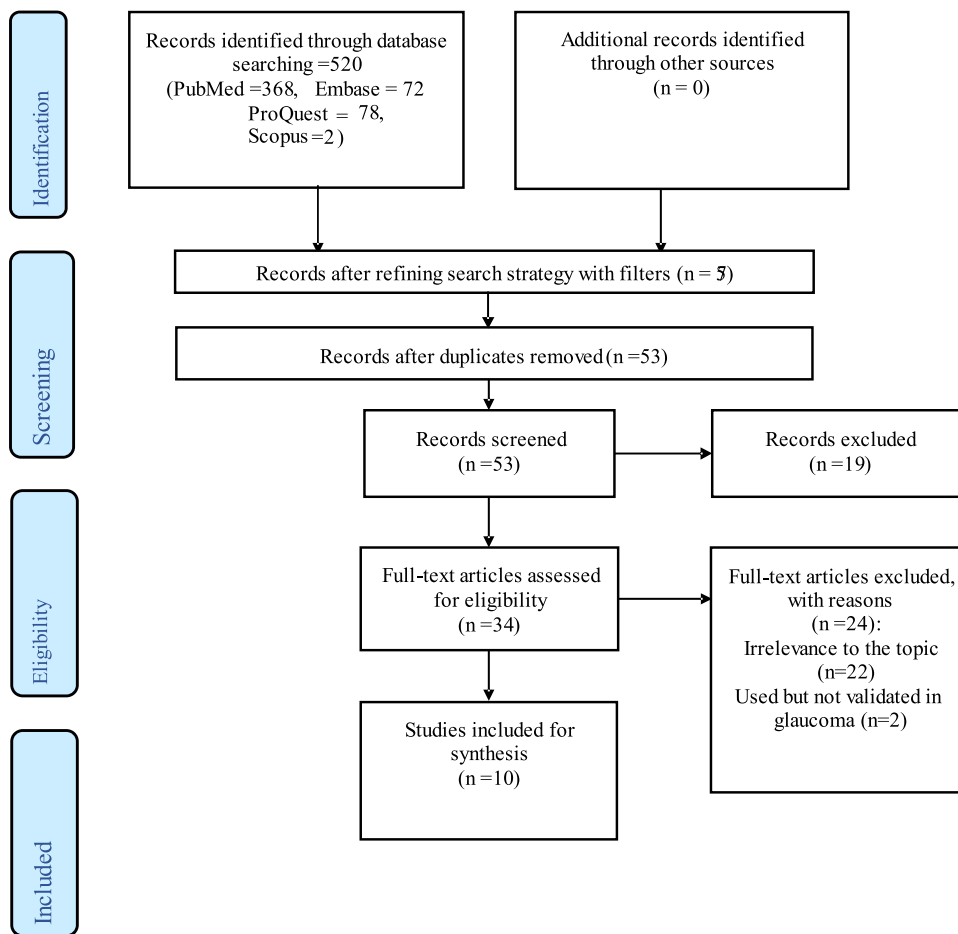 Identification
Records identified through database
searching =520
(PubMed =368, Embase = 72
ProQuest = 78,
Scopus =2)
Additional records identified
through other sources
(n = 0)
Screening
Records after refining search strategy with filters (n =
Records after duplicates removed (n =53)
Records screened
(n =53)
Records excluded
(n =19)
Eligibility
Full-text articles assessed
for eligibility
(n =34)
Full-text articles excluded,
with reasons
(n =24):
Irrelevance to the topic
(n=22)
Used but not validated in
glaucoma (n=2)
Included
Studies included for
synthesis
(n =10)